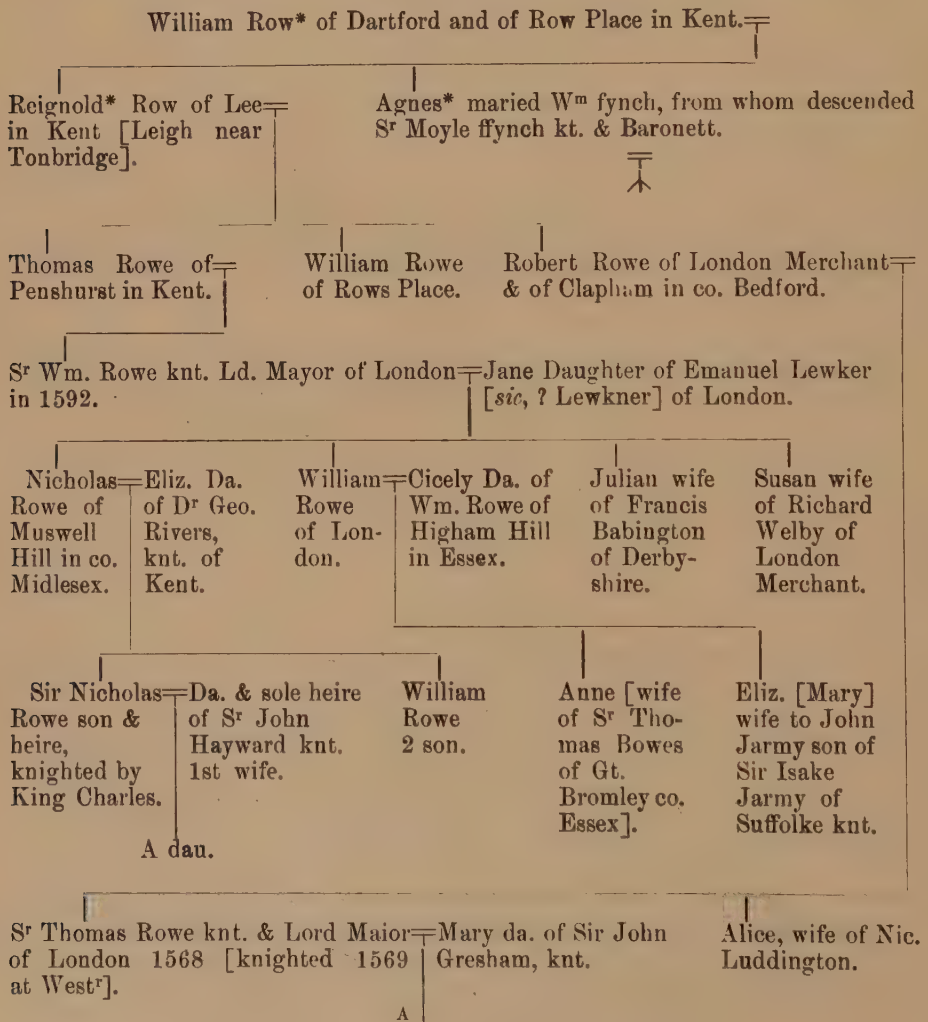 William Row* of Dartford and of Row Place in Kent.
Reignold* Row of Lee
in Kent [Leigh near
Tonbridge].
Agnes* maried Wᵐ fynch, from whom descended
Sʳ Moyle ffynch kt. & Baronett.
Thomas Rowe of
Penshurst in Kent.
William Rowe
of Rows Place.
Robert Rowe of London Merchant
& of Clapham in co. Bedford.
Sʳ Wm. Rowe knt. Ld. Mayor of London
in 1592.
Jane Daughter of Emanuel Lewker
[sic, ? Lewkner] of London.
Nicholas
Rowe of
Muswell
Hill in co.
Midlesex.
Eliz. Da.
of Dʳ Geo.
Rivers,
knt. of
Kent.
William
Rowe
of Lon-
don.
Cicely Da. of
Wm. Rowe of
Higham Hill
in Essex.
Julian wife
of Francis
Babington
of Derby-
shire.
Susan wife
of Richard
Welby of
London
Merchant.
Sir Nicholas
Rowe son &
heire,
knighted by
King Charles.
Da. & sole heire
of Sʳ John
Hayward knt.
1st wife.
William
Rowe
2 son.
Anne [wife
of Sʳ Tho-
mas Bowes
of Gt.
Bromley co.
Essex].
Eliz. [Mary]
wife to John
Jarmy son of
Sir Isake
Jarmy of
Suffolke knt.
A dau.
Sʳ Thomas Rowe knt. & Lord Maior
of London 1568 [knighted 1569
at Westʳ].
Mary da. of Sir John
Gresham, knt.
Alice, wife of Nic.
Luddington.
A